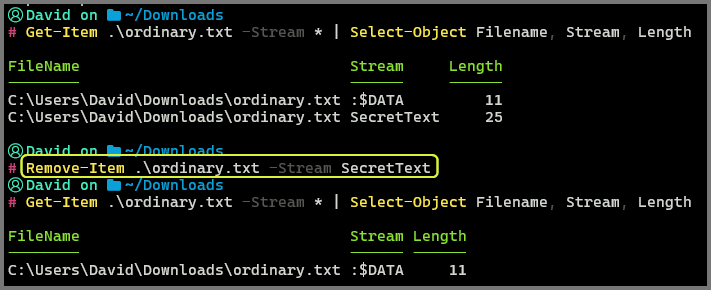 David on ~/Downloads
# Get-Item .\ordinary.txt -Stream * | Select-Object Filename, Stream, Length
FileName Stream Length
C:\Users\David\Downloads\ordinary.txt :$DATA 11
C:\Users\David\Downloads\ordinary.txt SecretText 25
David on ~/Downloads
# Remove-Item .\ordinary.txt -Stream SecretText
David on ~/Downloads
# Get-Item .\ordinary.txt -Stream * | Select-Object Filename, Stream, Length
FileName Stream Length
C:\Users\David\Downloads\ordinary.txt :$DATA 11